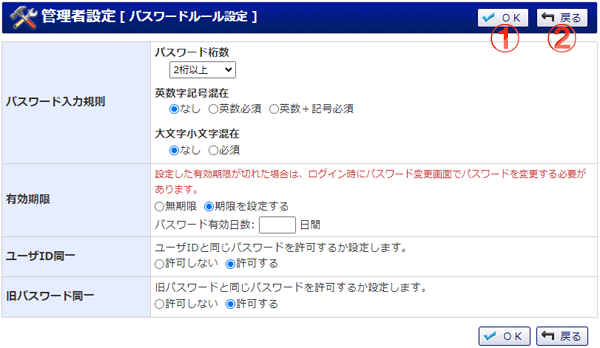 管理者設定 [ パスワードルール設定 ]
OK
戻る
① ②
パスワード入力規則
パスワード桁数
2桁以上
英数字記号混在
なし 英数必須 英数＋記号必須
大文字小文字混在
なし 必須
有効期限
設定した有効期限が切れた場合は、ログイン時にパスワード変更画面でパスワードを変更する必要が
あります。
無期限 期限を設定する
パスワード有効日数: 日間
ユーザID同一
ユーザIDと同じパスワードを許可するか設定します。
許可しない 許可する
旧パスワード同一
旧パスワードと同じパスワードを許可するか設定します。
許可しない 許可する
OK
戻る